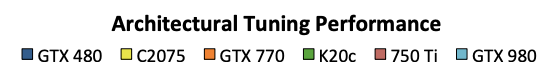 Architectural Tuning Performance
GTX 480 C2075 GTX 770 K20c 750 Ti GTX 980